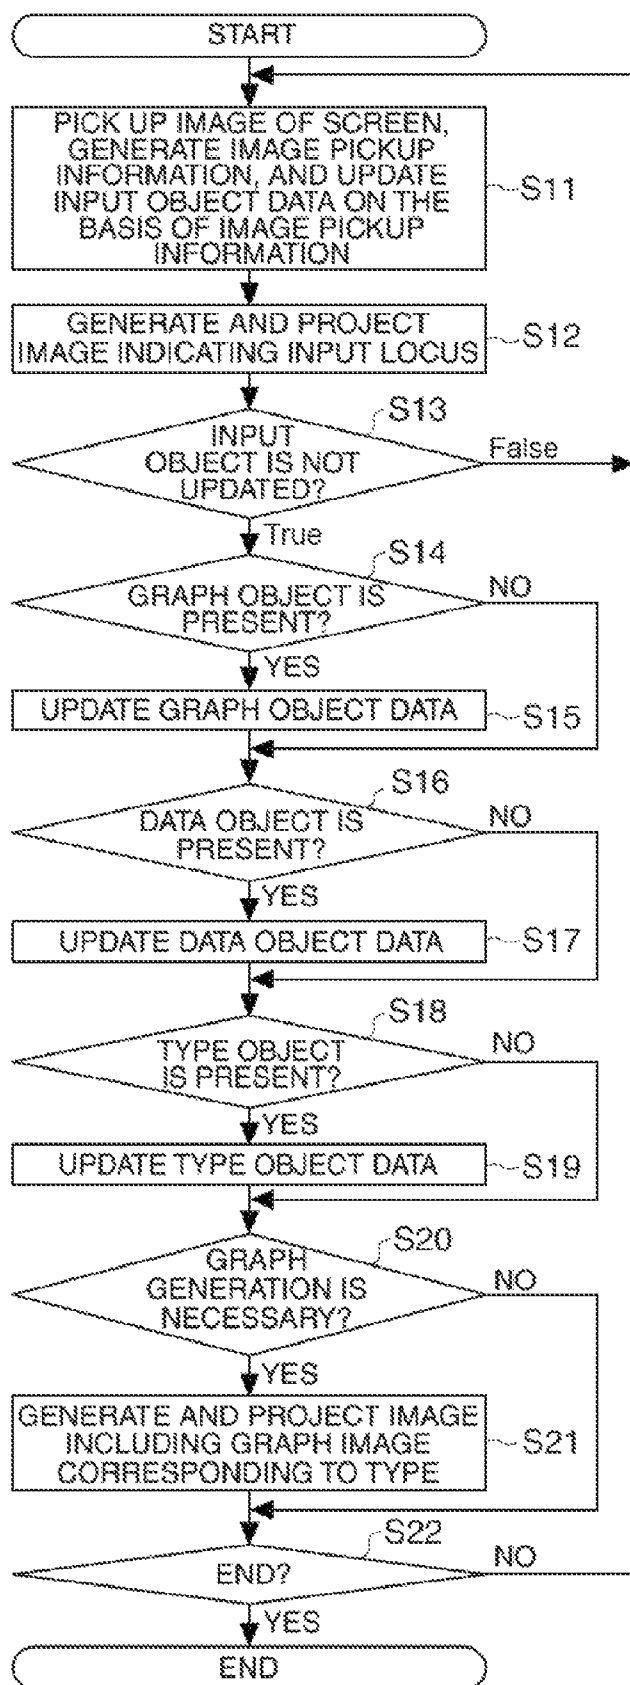 START
PICK UP IMAGE OF SCREEN,
GENERATE IMAGE PICKUP
INFORMATION, AND UPDATE
INPUT OBJECT DATA ON THE
BASIS OF IMAGE PICKUP
INFORMATION
S11
GENERATE AND PROJECT
IMAGE INDICATING INPUT LOCUS
S12
S13
INPUT
OBJECT IS NOT
UPDATED?
False
True
S14
GRAPH OBJECT IS
PRESENT?
NO
YES
UPDATE GRAPH OBJECT DATA
S15
S16
DATA OBJECT IS
PRESENT?
NO
YES
UPDATE DATA OBJECT DATA
S17
S18
TYPE OBJECT
IS PRESENT?
NO
YES
UPDATE TYPE OBJECT DATA
S19
S20
GRAPH
GENERATION IS
NECESSARY?
NO
YES
GENERATE AND PROJECT IMAGE
INCLUDING GRAPH IMAGE
CORRESPONDING TO TYPE
S21
S22
END?
NO
YES
END